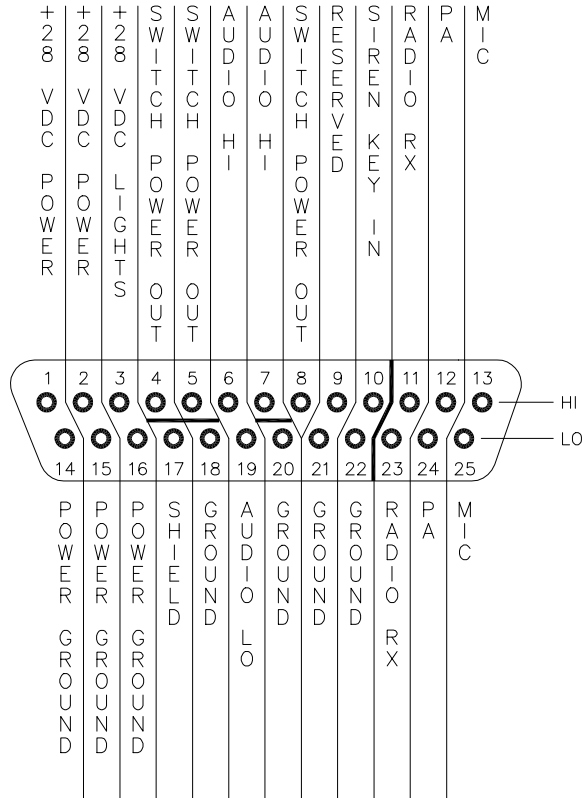 +28 VDC POWER
+28 VDC POWER
+28 VDC LIGHTS
SWITCH POWER OUT
SWITCH POWER OUT
AUDIO HI
AUDIO HI
SWITCH POWER OUT
RESERVED
SIREN KEY IN
RADIO RX
PA
MIC
1 2 3 4 5 6 7 8 9 10 11 12 13
HI
LO
14 15 16 17 18 19 20 21 22 23 24 25
POWER GROUND
POWER GROUND
POWER GROUND
SHIELD
GROUND
AUDIO LO
GROUND
GROUND
GROUND
RADIO RX
PA
MIC